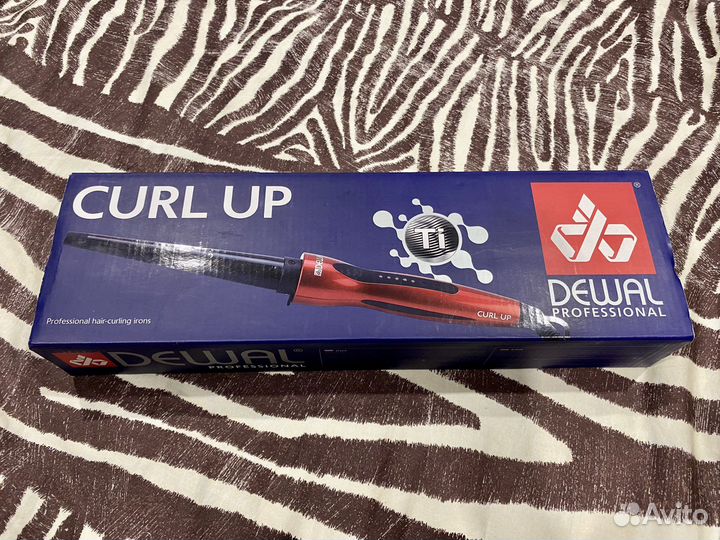 CURL UP
Ti
®
DEWAL
PROFESSIONAL
CURL UP
Professional hair-curling irons
DEWAL®
PROFESSIONAL
Avito